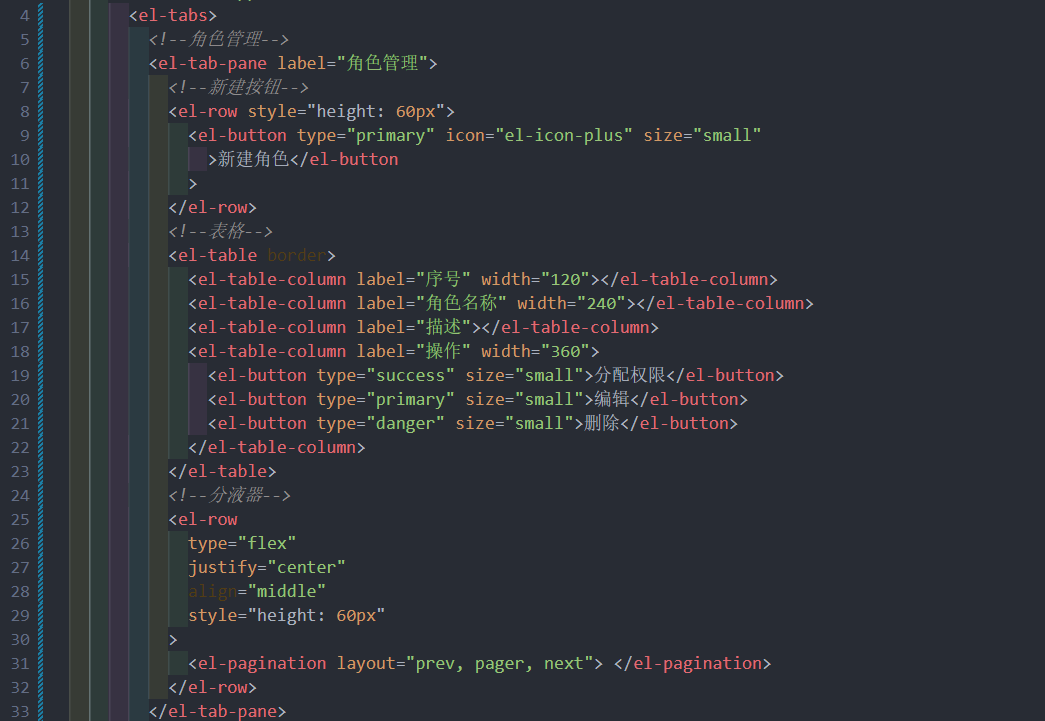 4 <el-tabs>
5 <!--角色管理-->
6 <el-tab-pane label="角色管理">
7 <!--新建按钮-->
8 <el-row style="height: 60px">
9 <el-button type="primary" icon="el-icon-plus" size="small"
10 >新建角色</el-button
11 >
12 </el-row>
13 <!--表格-->
14 <el-table border>
15 <el-table-column label="序号" width="120"></el-table-column>
16 <el-table-column label="角色名称" width="240"></el-table-column>
17 <el-table-column label="描述"></el-table-column>
18 <el-table-column label="操作" width="360">
19 <el-button type="success" size="small">分配权限</el-button>
20 <el-button type="primary" size="small">编辑</el-button>
21 <el-button type="danger" size="small">删除</el-button>
22 </el-table-column>
23 </el-table>
24 <!--分液器-->
25 <el-row
26 type="flex"
27 justify="center"
28 align="middle"
29 style="height: 60px"
30 >
31 <el-pagination layout="prev, pager, next"> </el-pagination>
32 </el-row>
33 </el-tab-pane>